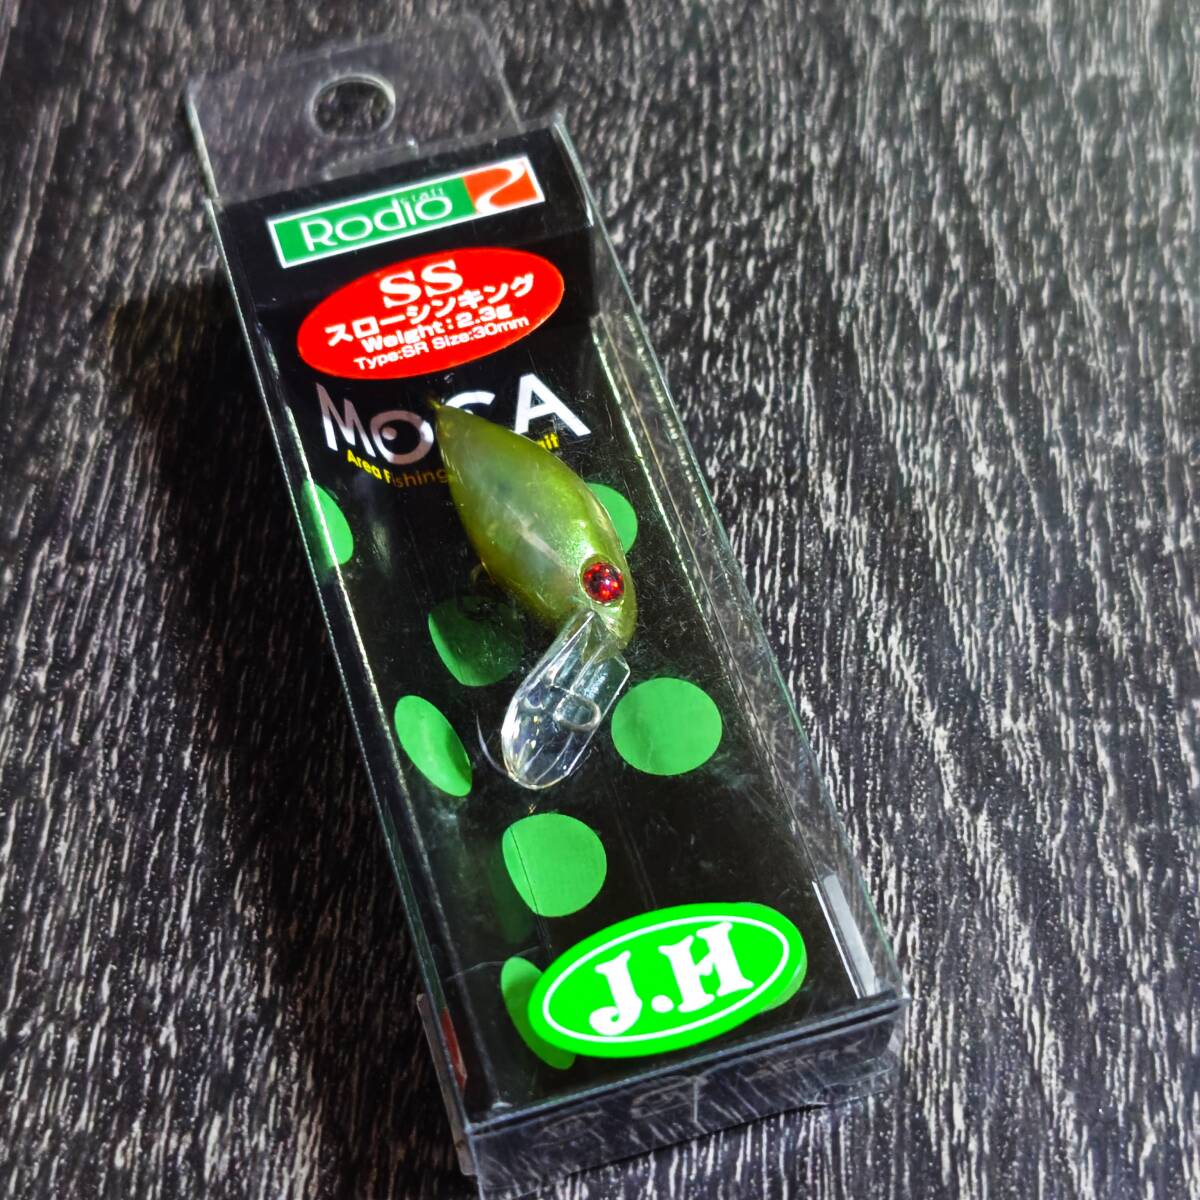 Rodio craft
SS
スローシンキング
Weight:2.3g
Type:SR Size:30mm
MOCA
Area Fishing
J.H